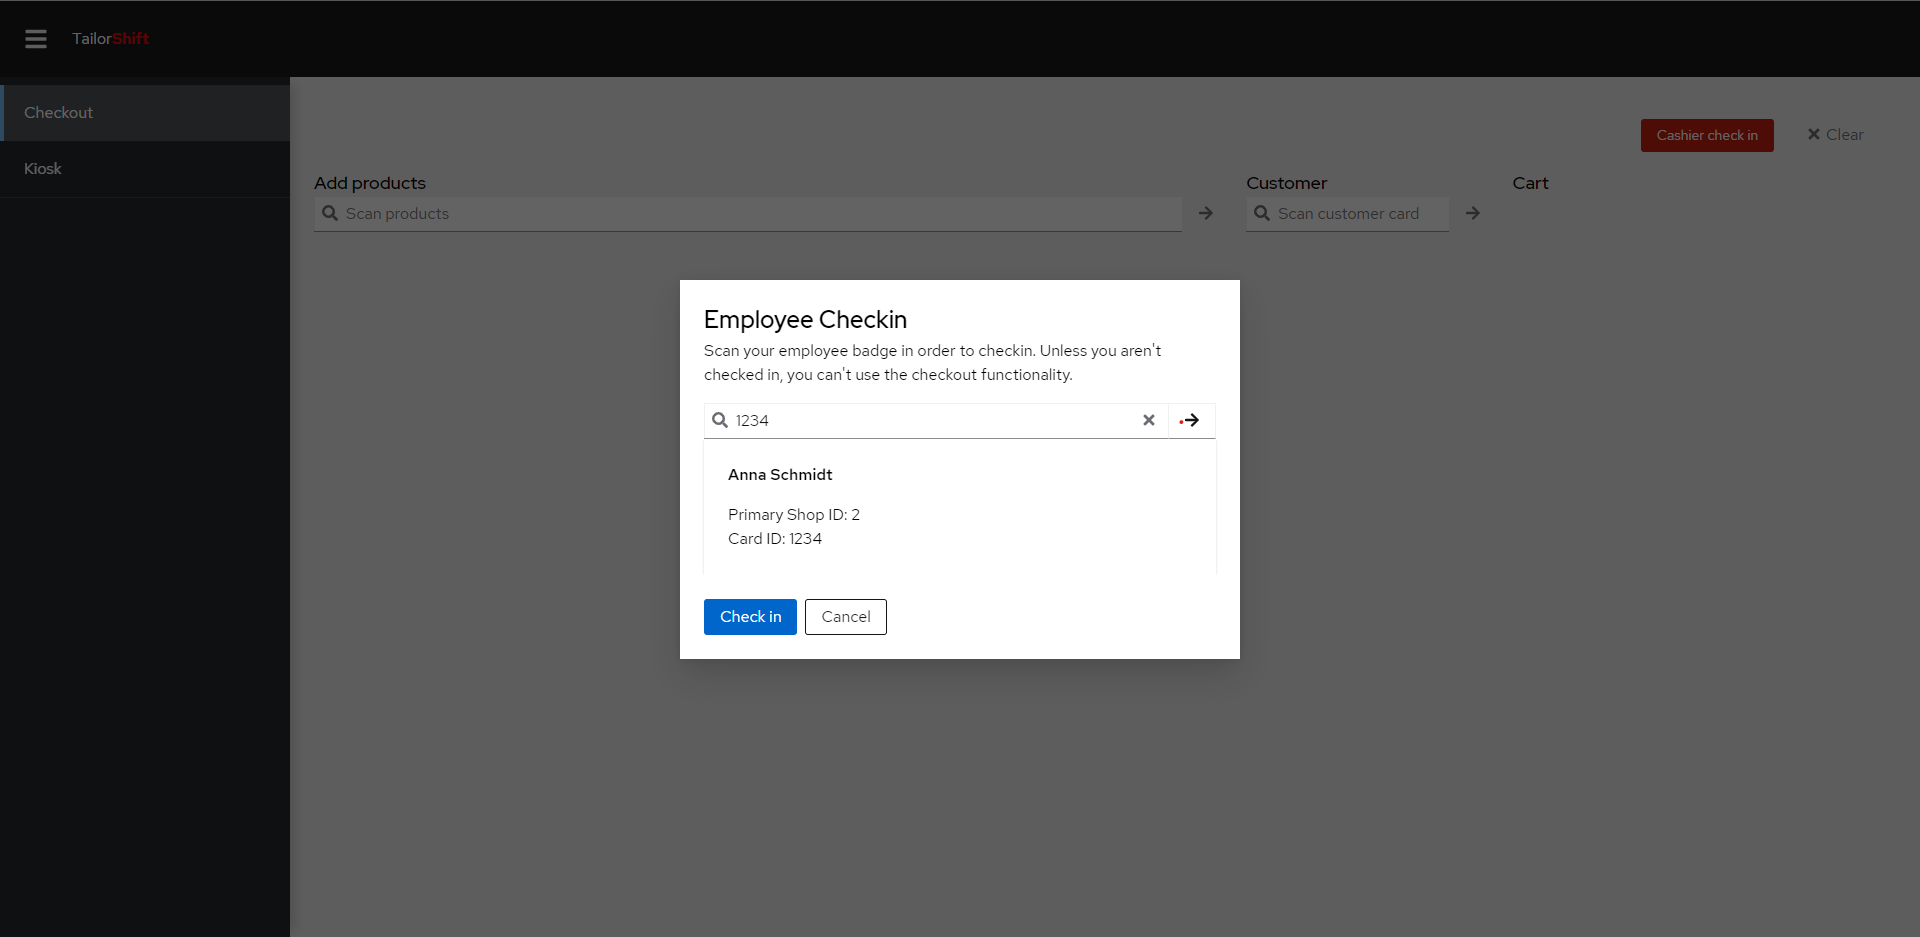 TailorShift
Checkout
Kiosk
Cashier check in
Clear
Add products
Customer
Cart
Scan products
Scan customer card
Employee Checkin
Scan your employee badge in order to checkin. Unless you aren't
checked in, you can't use the checkout functionality.
1234
Anna Schmidt
Primary Shop ID: 2
Card ID: 1234
Check in
Cancel